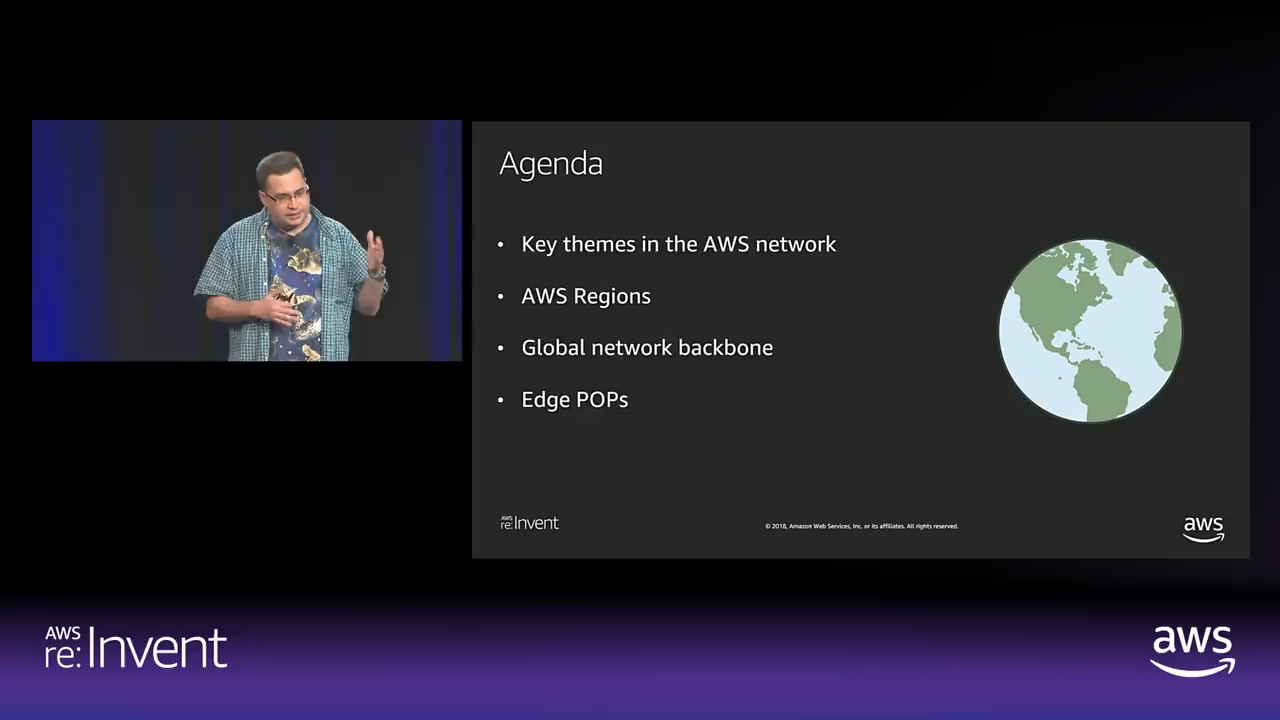 Agenda
• Key themes in the AWS network
• AWS Regions
• Global network backbone
• Edge POPs
AWS
re:Invent
© 2018, Amazon Web Services, Inc. or its affiliates. All rights reserved.
aws
AWS
re:Invent
aws